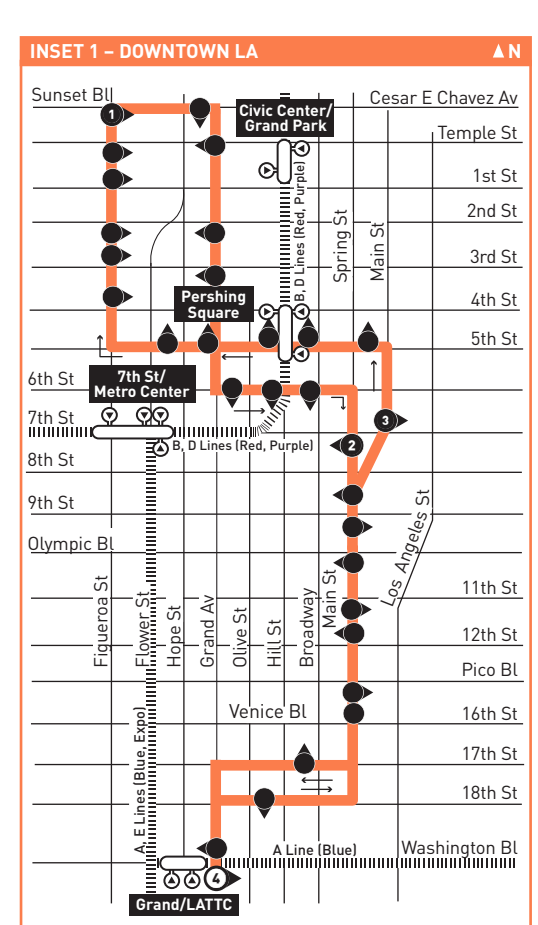 INSET 1 – DOWNTOWN LA
N
Sunset Bl
Cesar E Chavez Av
1
Civic Center/
Grand Park
Temple St
1st St
B, D Lines (Red, Purple)
2nd St
Spring St
Main St
3rd St
Pershing
Square
4th St
5th St
6th St
7th St/
Metro Center
7th St
3
B, D Lines (Red, Purple)
2
8th St
9th St
Los Angeles St
Olympic Bl
Figueroa St
Flower St
Hope St
Grand Av
Olive St
Hill St
Broadway
Main St
11th St
12th St
Pico Bl
Venice Bl
16th St
A, E Lines (Blue, Expo)
17th St
18th St
A Line (Blue)
Washington Bl
4
Grand/LATTC